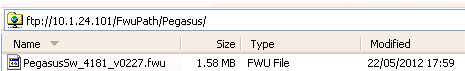 ftp://10.1.24.101/FwuPath/Pegasus/
Name Size Type Modified
PegasusSw_4181_v0227.fwu 1.58 MB FWU File 22/05/2012 17:59